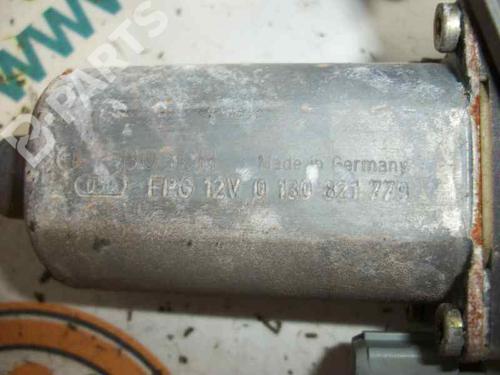 B-PARTS
Made in Germany
FPG 12V 0 130 821 779